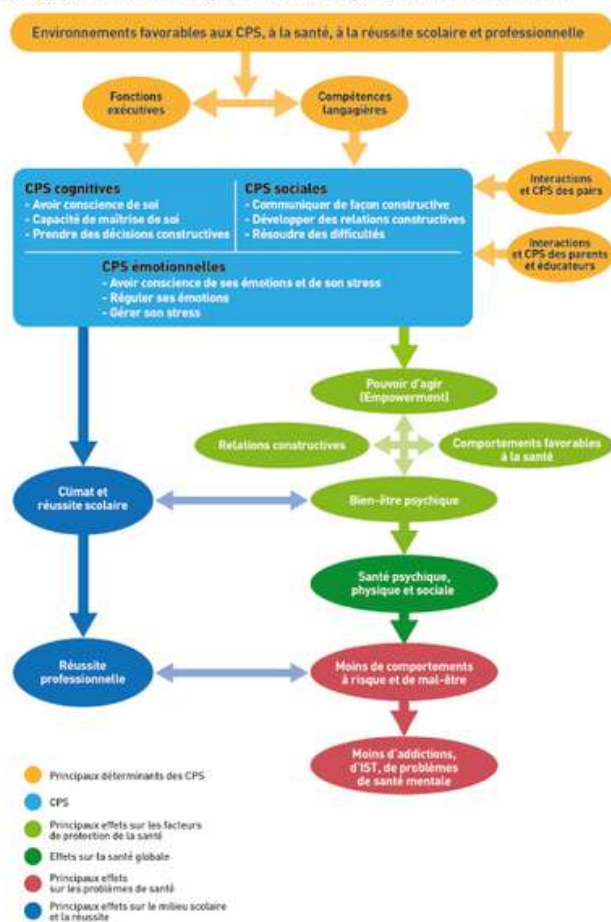 Environnements favorables aux CPS, à la santé, à la réussite scolaire et professionnelle
Fonctions
exécutives
Compétences
langagières
CPS cognitives
- Avoir conscience de soi
- Capacité de maîtrise de soi
- Prendre des décisions constructives
CPS sociales
- Communiquer de façon constructive
- Développer des relations constructives
- Résoudre des difficultés
Interactions
et CPS des pairs
Interactions
et CPS des parents
et éducateurs
CPS émotionnelles
- Avoir conscience de ses émotions et de son stress
- Réguler ses émotions
- Gérer son stress
Pouvoir d'agir
(Empowerment)
Relations constructives
Comportements favorables
à la santé
Climat et
réussite scolaire
Bien-être psychique
Santé psychique,
physique et sociale
Réussite
professionnelle
Moins de comportements
à risque et de mal-être
Moins d'addictions,
d'IST, de problèmes
de santé mentale
Principaux déterminants des CPS
CPS
Principaux effets sur les facteurs
de protection de la santé
Effets sur la santé globale
Principaux effets
sur les problèmes de santé
Principaux effets sur le milieu scolaire
et la réussite